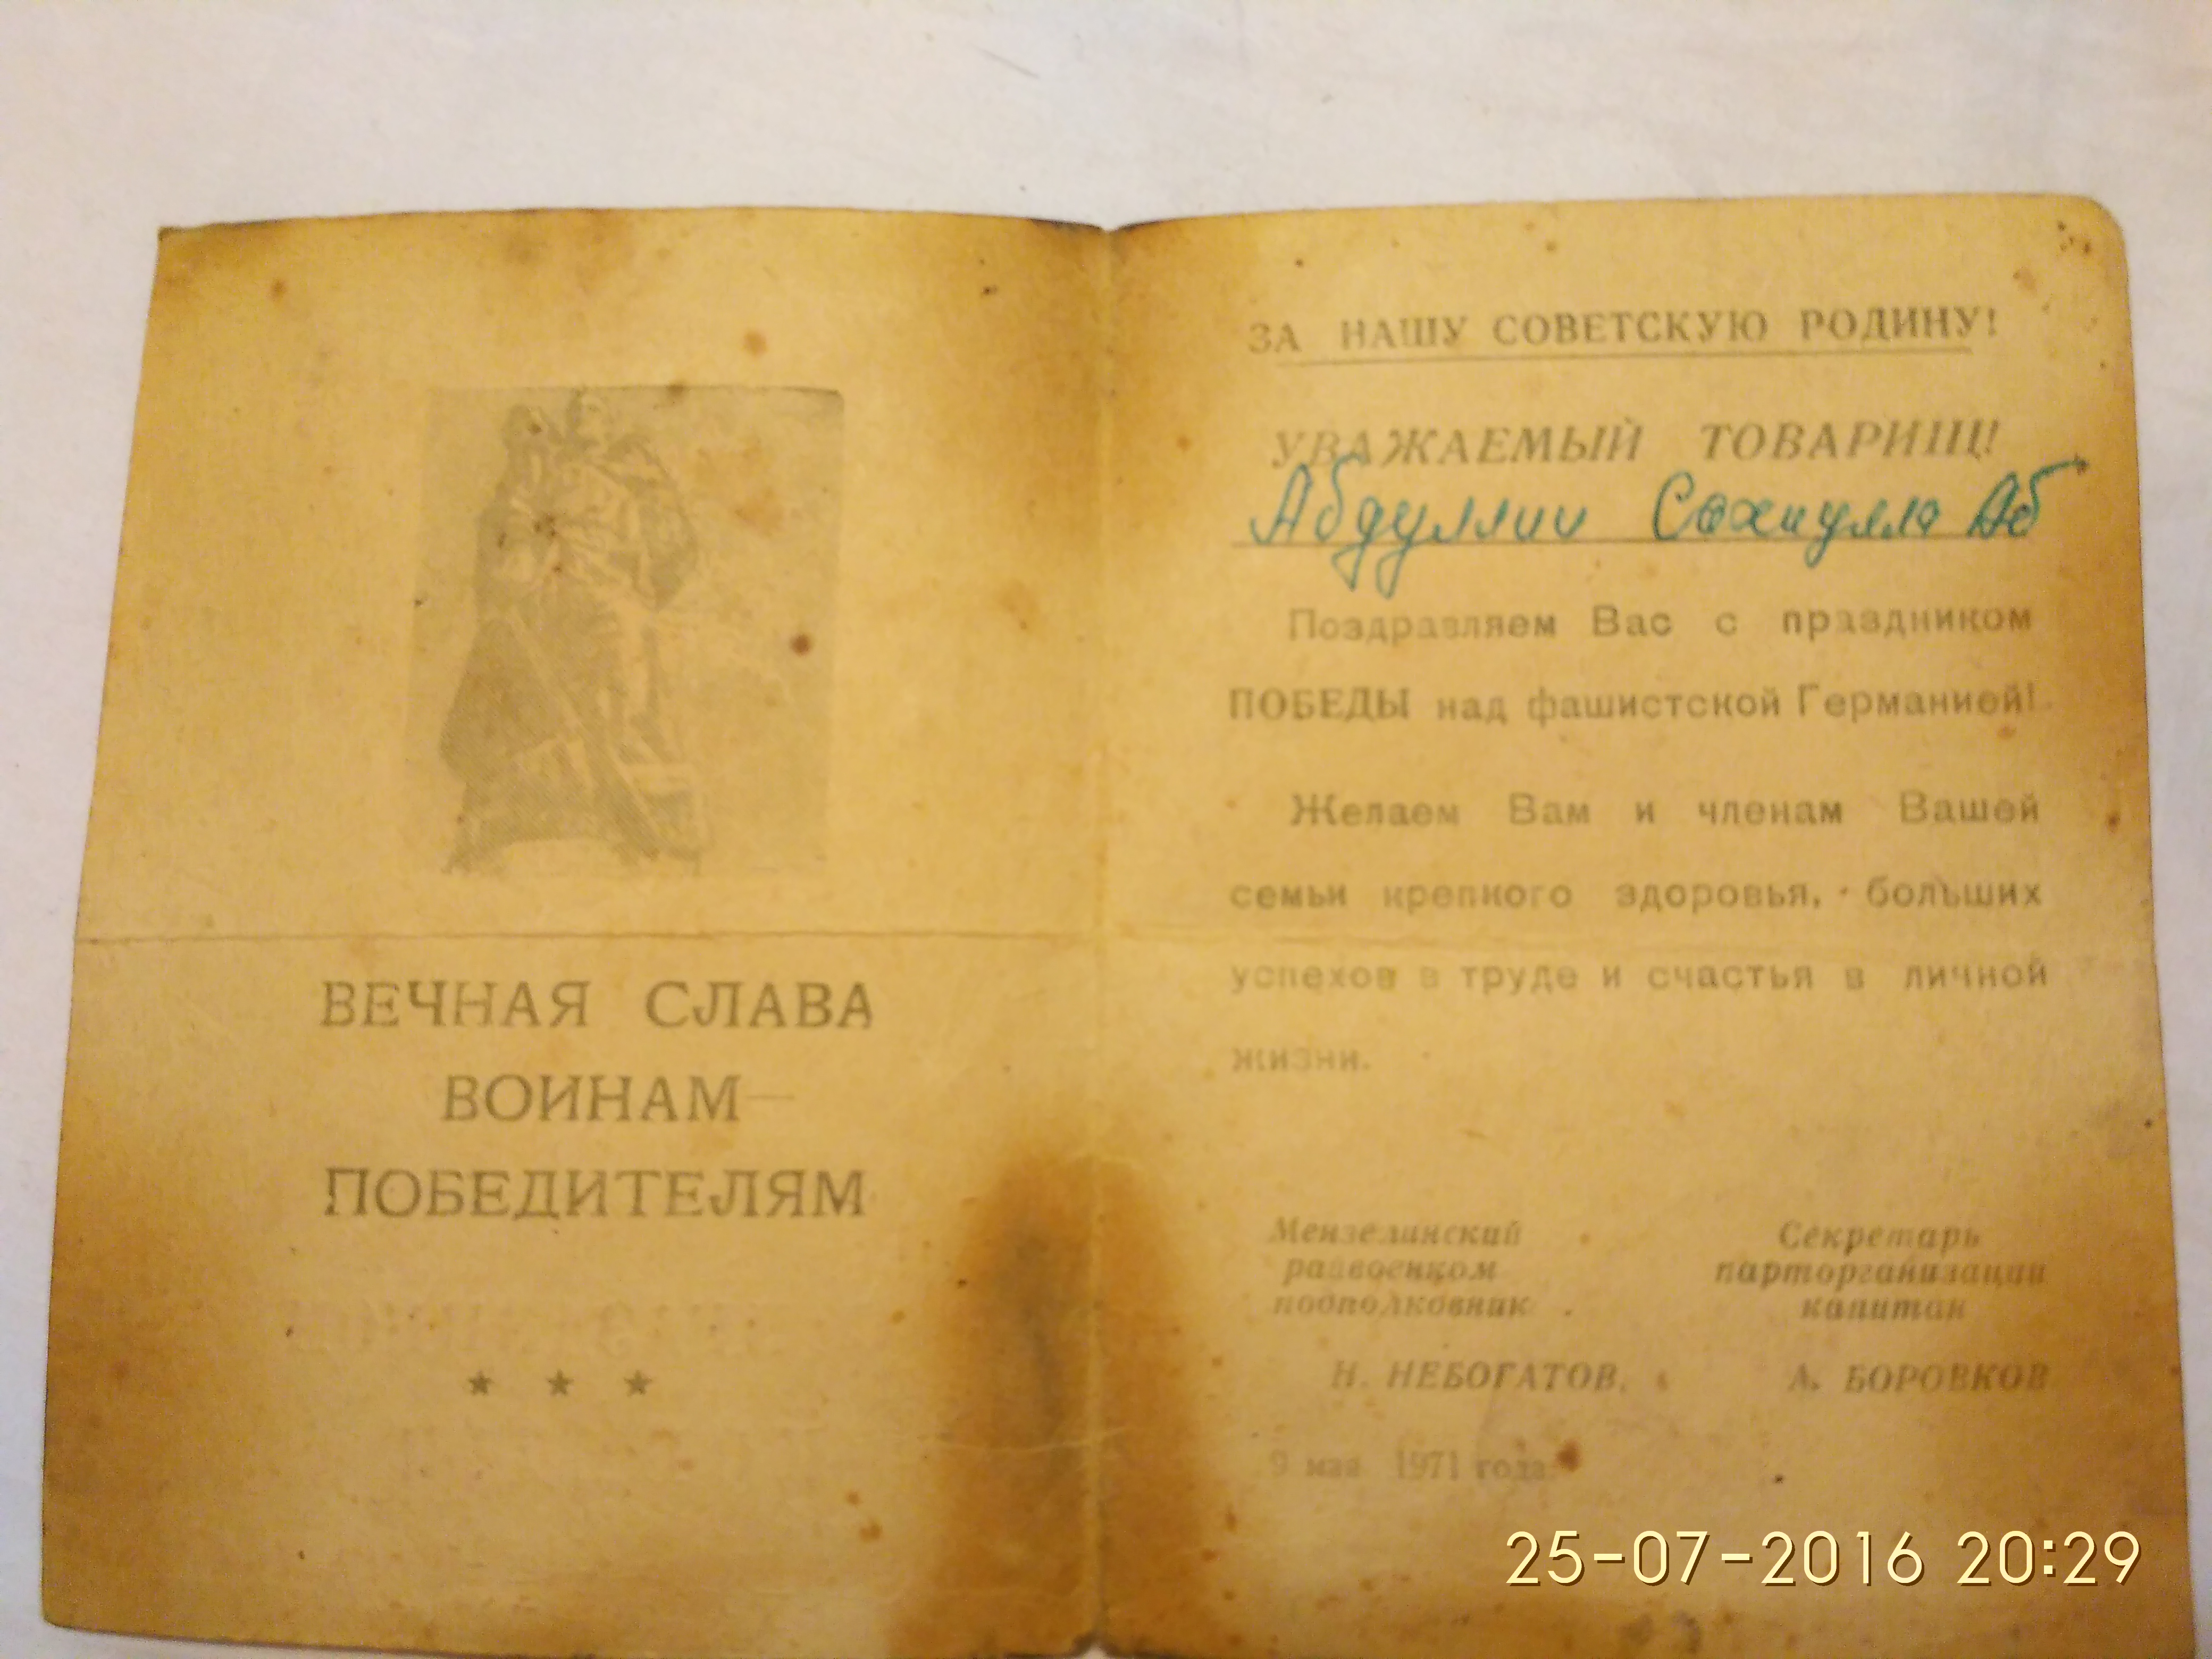 ВЕЧНАЯ СЛАВА
ВОИНАМ—
ПОБЕДИТЕЛЯМ
★ ★ ★
ЗА НАШУ СОВЕТСКУЮ РОДИНУ!
УВАЖАЕМЫЙ ТОВАРИЩ!
Абдуллин Сахиулла Аб
Поздравляем Вас с праздником
ПОБЕДЫ над фашистской Германией!
Желаем Вам и членам Вашей
семьи крепкого здоровья, больших
успехов в труде и счастья в личной
жизни.
Мензелинский
райвоенком
подполковник
Н. НЕБОГАТОВ.
Секретарь
парторганизации
капитан
А. БОРОВКОВ
9 мая 1971 года.
25-07-2016 20:29